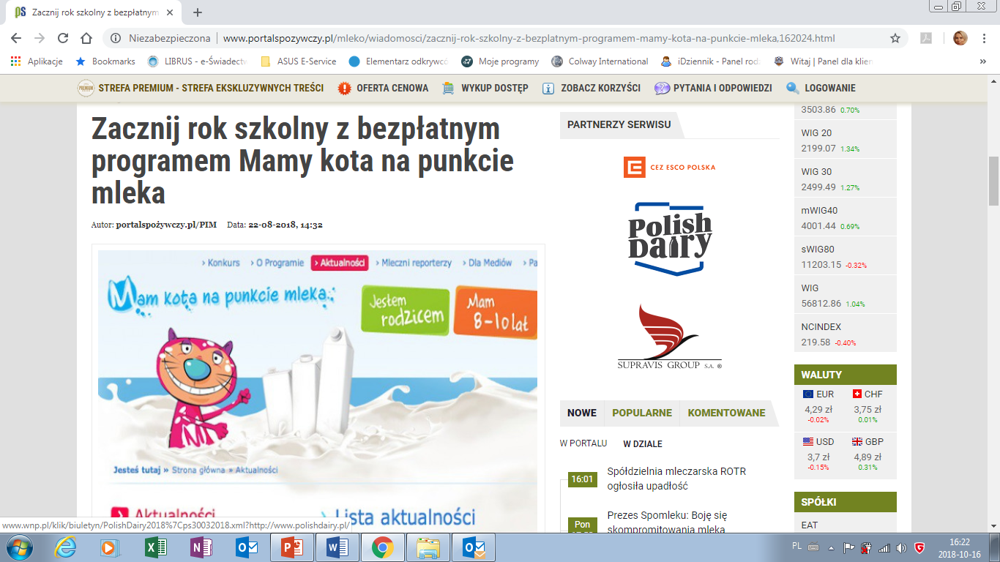 Zacznij rok szkolny z bezpłatnym
Niezabezpieczona
www.portalspozywczy.pl/mleko/wiadomosci/zacznij-rok-szkolny-z-bezplatnym-programem-mamy-kota-na-punkcie-mleka,162024.html
Aplikacje
Bookmarks
LIBRUS - e-Świadectw
ASUS E-Service
Elementarz odkrywcó
Moje programy
Colway International
iDziennik - Panel rod
Witaj | Panel dla klien
»
STREFA PREMIUM - STREFA EKSKLUZYWNYCH TREŚCI
OFERTA CENOWA
WYKUP DOSTĘP
ZOBACZ KORZYŚCI
PYTANIA I ODPOWIEDZI
LOGOWANIE
Zacznij rok szkolny z bezpłatnym
programem Mamy kota na punkcie
mleka
Autor: portalspożywczy.pl/PIM Data: 22-08-2018, 14:32
› Konkurs › O Programie › Aktualności › Mleczni reporterzy › Dla Mediów › Pa
Mam kota na punkcie mleka
Jestem
rodzicem
Mam
8-10 lat
Jesteś tutaj » Strona główna » Aktualności
Aktualności
Lista aktualności
PARTNERZY SERWISU
CEZ ESCO POLSKA
Polish
Dairy
SUPRAVIS GROUP S.A. ®
NOWE
POPULARNE
KOMENTOWANE
W PORTALU
W DZIALE
16:01
Spółdzielnia mleczarska ROTR
ogłosiła upadłość
Pon
Prezes Spomleku: Boję się
skompromitowania mleka
3503.86 0.70%
WIG 20
2199.07 1.34%
WIG 30
2499.49 1.27%
mWIG40
4001.44 0.69%
sWIG80
11203.15 -0.32%
WIG
56812.86 1.04%
NCINDEX
219.58 -0.40%
WALUTY
EUR
CHF
4,29 zł
3,75 zł
-0.02%
0.01%
USD
GBP
3,7 zł
4,89 zł
-0.15%
0.31%
SPÓŁKI
EAT
www.wnp.pl/klik/biuletyn/PolishDairy2018%7Cps30032018.xml?http://www.polishdairy.pl/
PL
16:22
2018-10-16